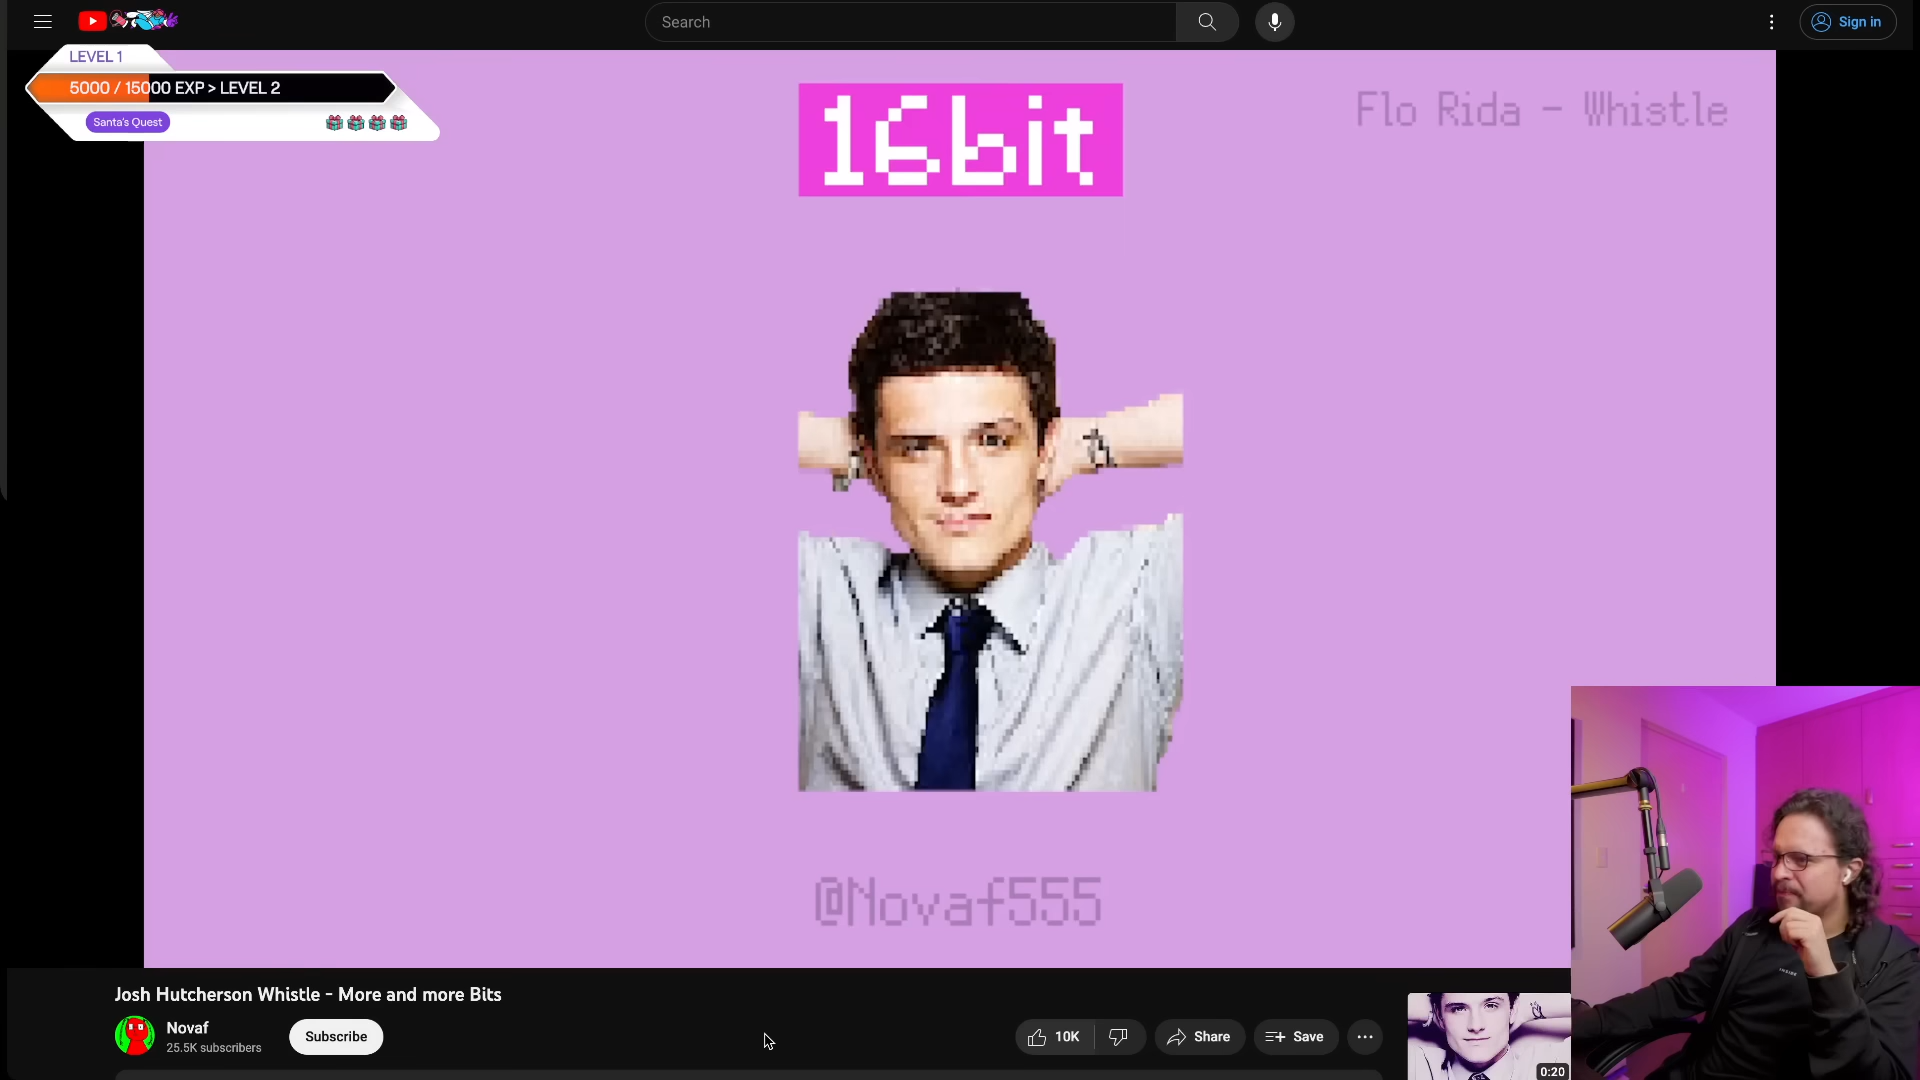 Search
Sign in
LEVEL 1
5000 / 15000 EXP > LEVEL 2
Santa's Quest
16bit
Flo Rida - Whistle
@Novaf555
Josh Hutcherson Whistle - More and more Bits
Novaf
25.5K subscribers
Subscribe
10K
Share
Save
0:20